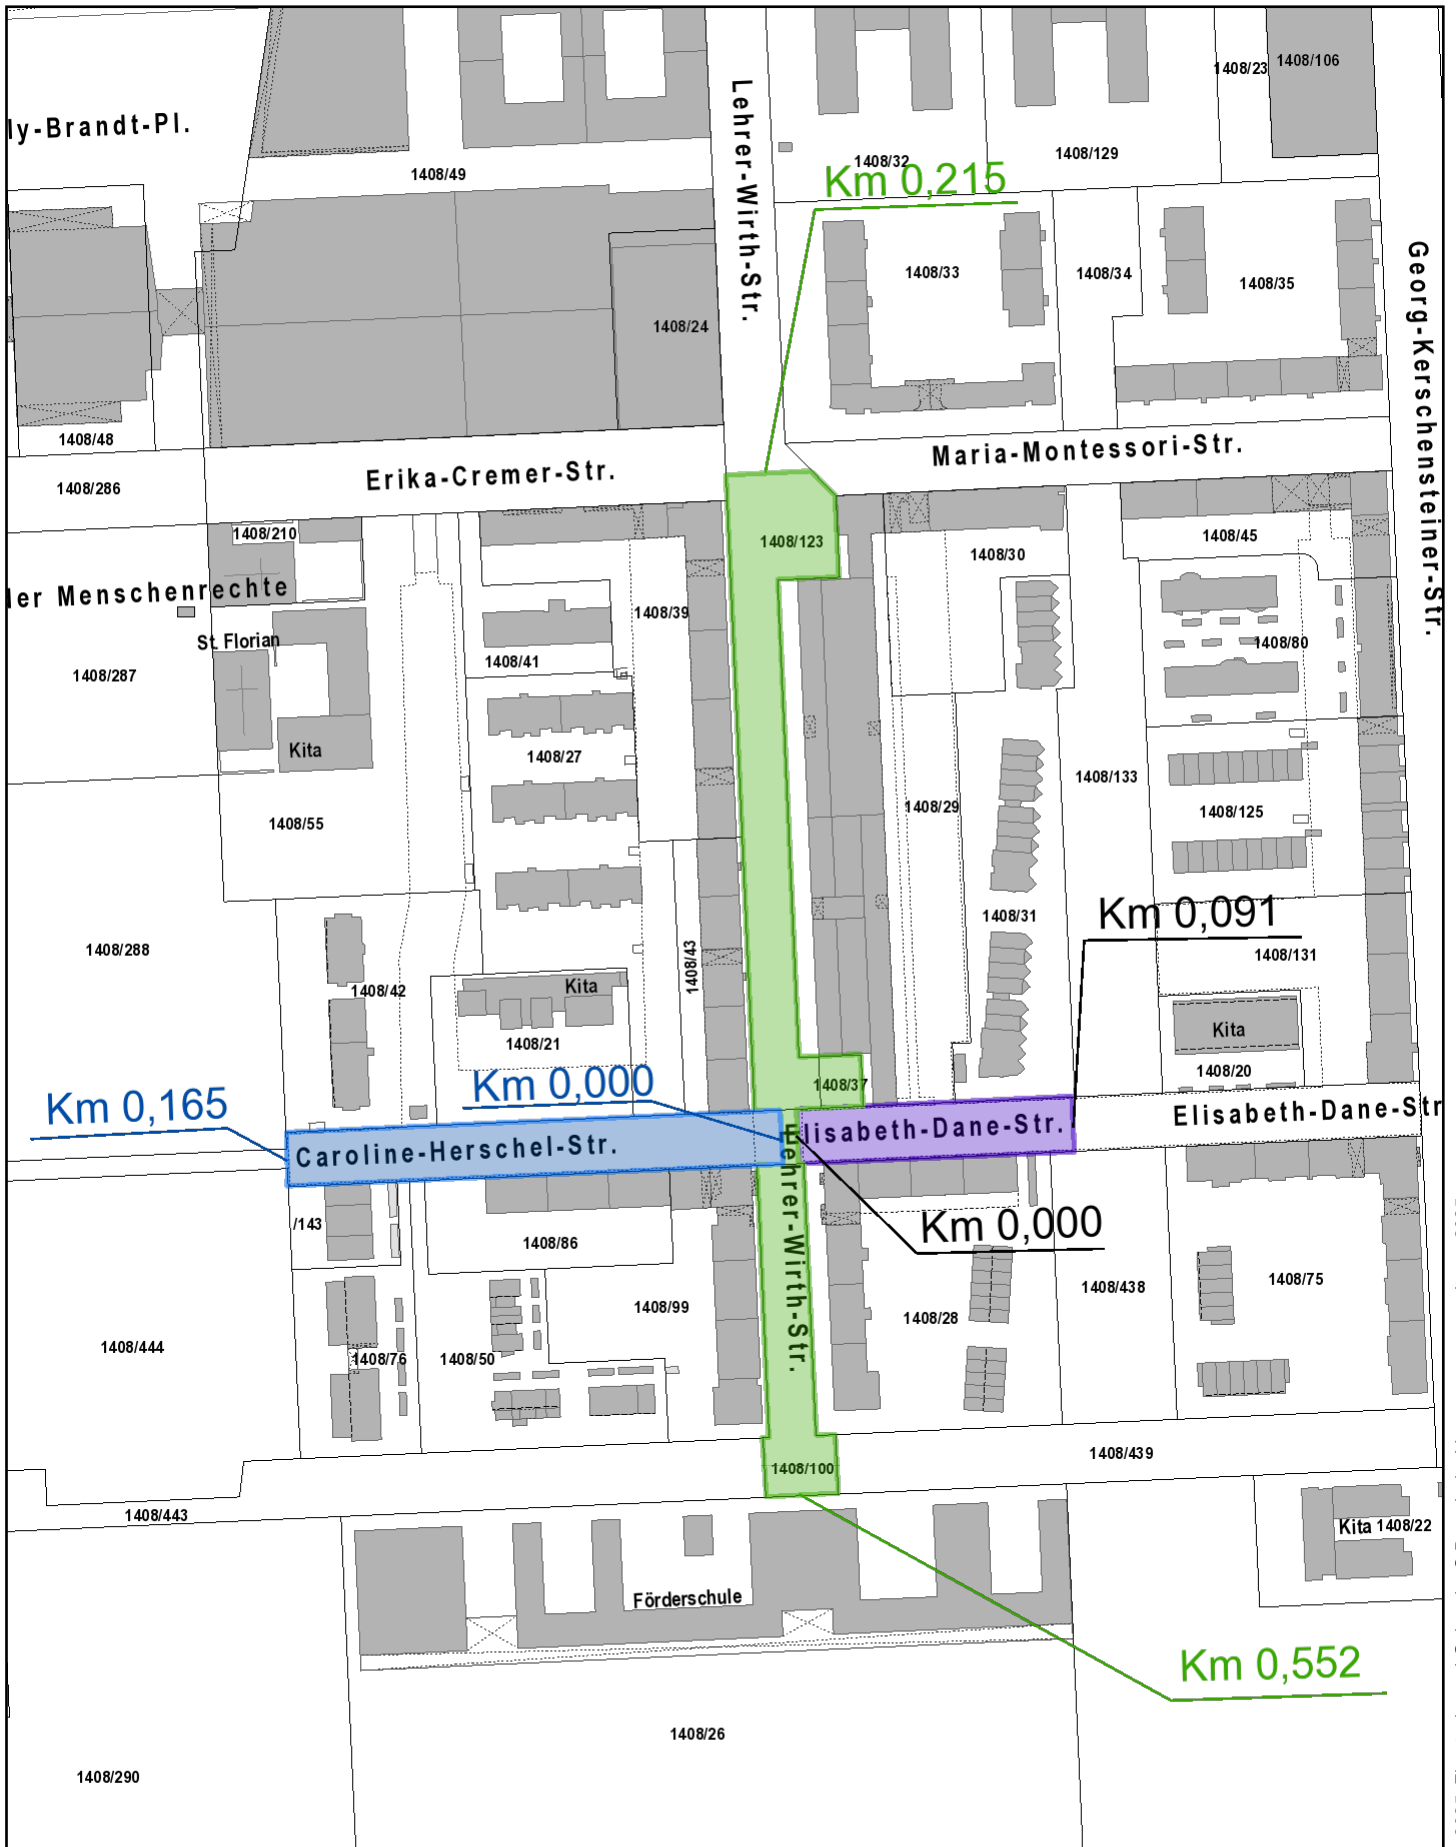 1408/23
1408/106
Lehrer-Wirth-Str.
ly-Brandt-Pl.
1408/32
1408/129
1408/49
Km 0,215
Georg-Kerschensteiner-Str.
1408/33
1408/34
1408/35
1408/24
1408/48
Erika-Cremer-Str.
Maria-Montessori-Str.
1408/286
1408/210
1408/123
1408/30
1408/45
ler Menschenrechte
1408/39
St. Florian
1408/41
1408/80
1408/287
Kita
1408/27
1408/133
1408/29
1408/125
1408/55
Km 0,091
1408/31
1408/288
1408/43
1408/131
1408/42
Kita
Kita
1408/21
1408/20
Km 0,165
Km 0,000
1408/37
Caroline-Herschel-Str.
Elisabeth-Dane-Str.
Elisabeth-Dane-Str
Lehrer-Wirth-Str.
/143
Km 0,000
1408/86
1408/438
1408/75
1408/99
1408/28
1408/444
1408/76
1408/50
1408/439
1408/100
1408/443
Kita 1408/22
Förderschule
Km 0,552
1408/26
1408/290